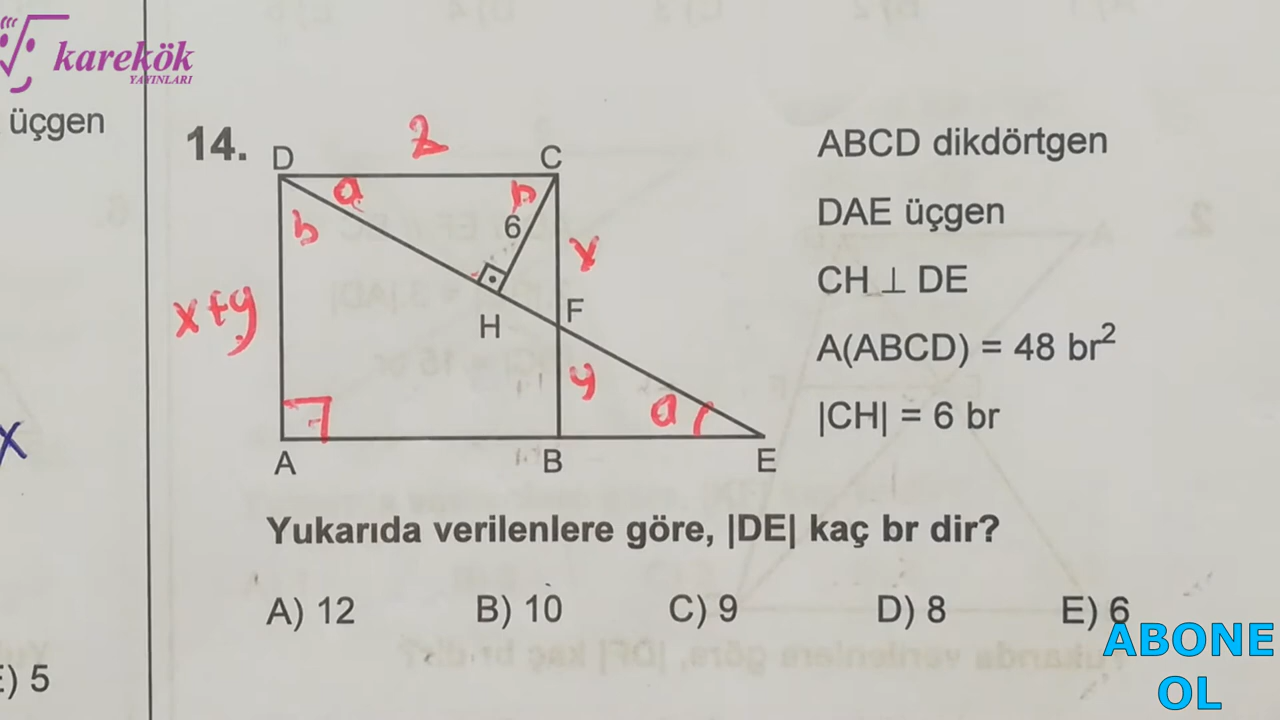 karekök
YAYINLARI
üçgen
14.
D
2
C
a
b
b
6
x
x+y
H
F
y
a
A
B
E
ABCD dikdörtgen
DAE üçgen
CH ⊥ DE
A(ABCD) = 48 br²
|CH| = 6 br
Yukarıda verilenlere göre, |DE| kaç br dir?
A) 12 B) 10 C) 9 D) 8 E) 6
x
) 5
ABONE
OL